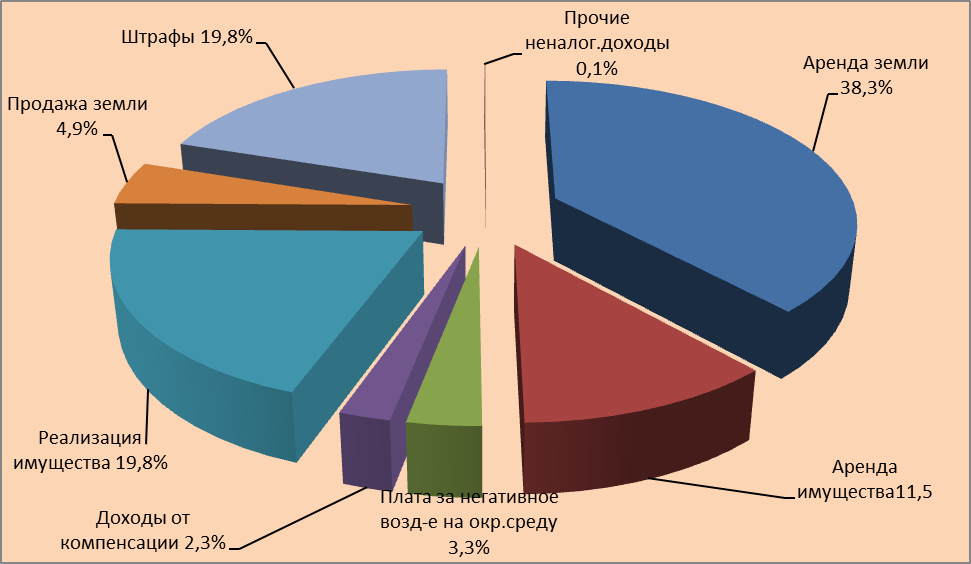 Прочие
неналог.доходы
0,1%
Аренда земли
38,3%
Аренда
имущества11,5
Плата за негативное
возд-е на окр.среду
3,3%
Доходы от
компенсации 2,3%
Реализация
имущества 19,8%
Продажа земли
4,9%
Штрафы 19,8%